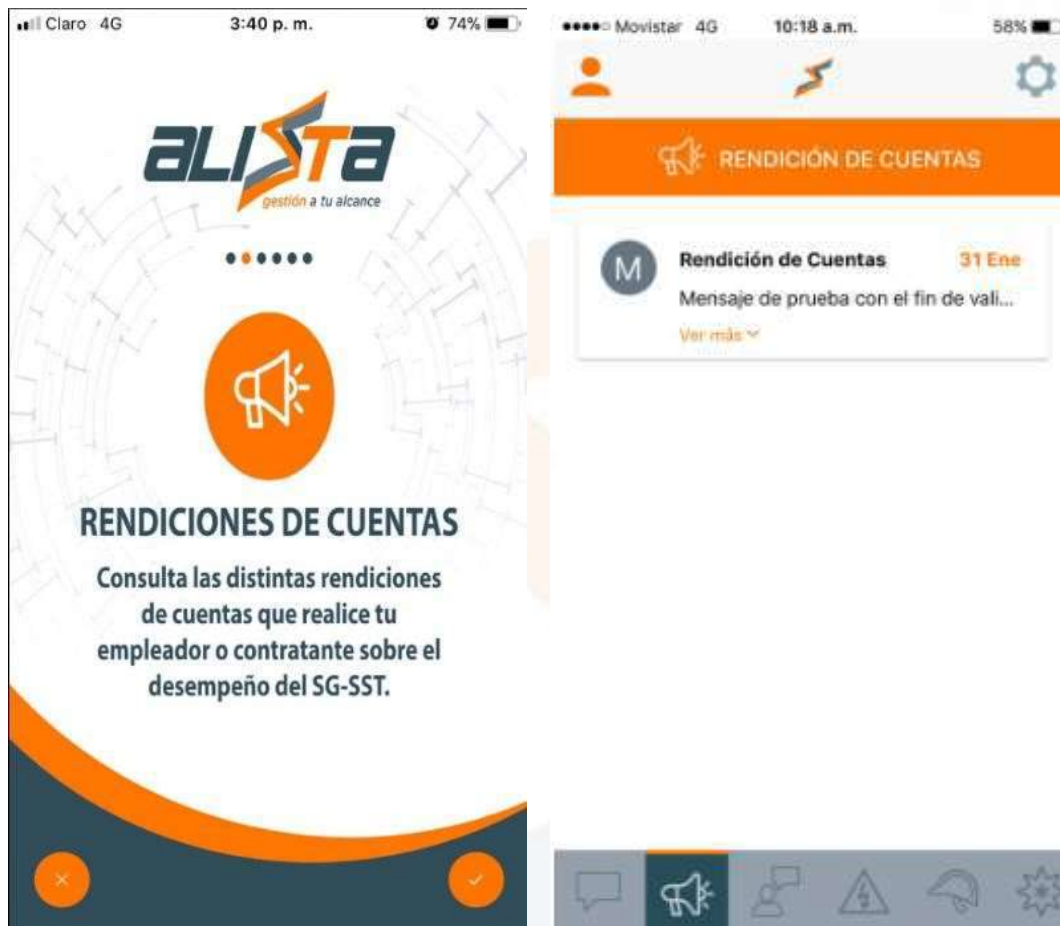 Claro 4G 3:40 p. m. 74%
ALISTA
gestión a tu alcance
RENDICIONES DE CUENTAS
Consulta las distintas rendiciones
de cuentas que realice tu
empleador o contratante sobre el
desempeño del SG-SST.
Movistar 4G 10:18 a.m. 58%
RENDICIÓN DE CUENTAS
M
Rendición de Cuentas 31 Ene
Mensaje de prueba con el fin de vali...
Ver más